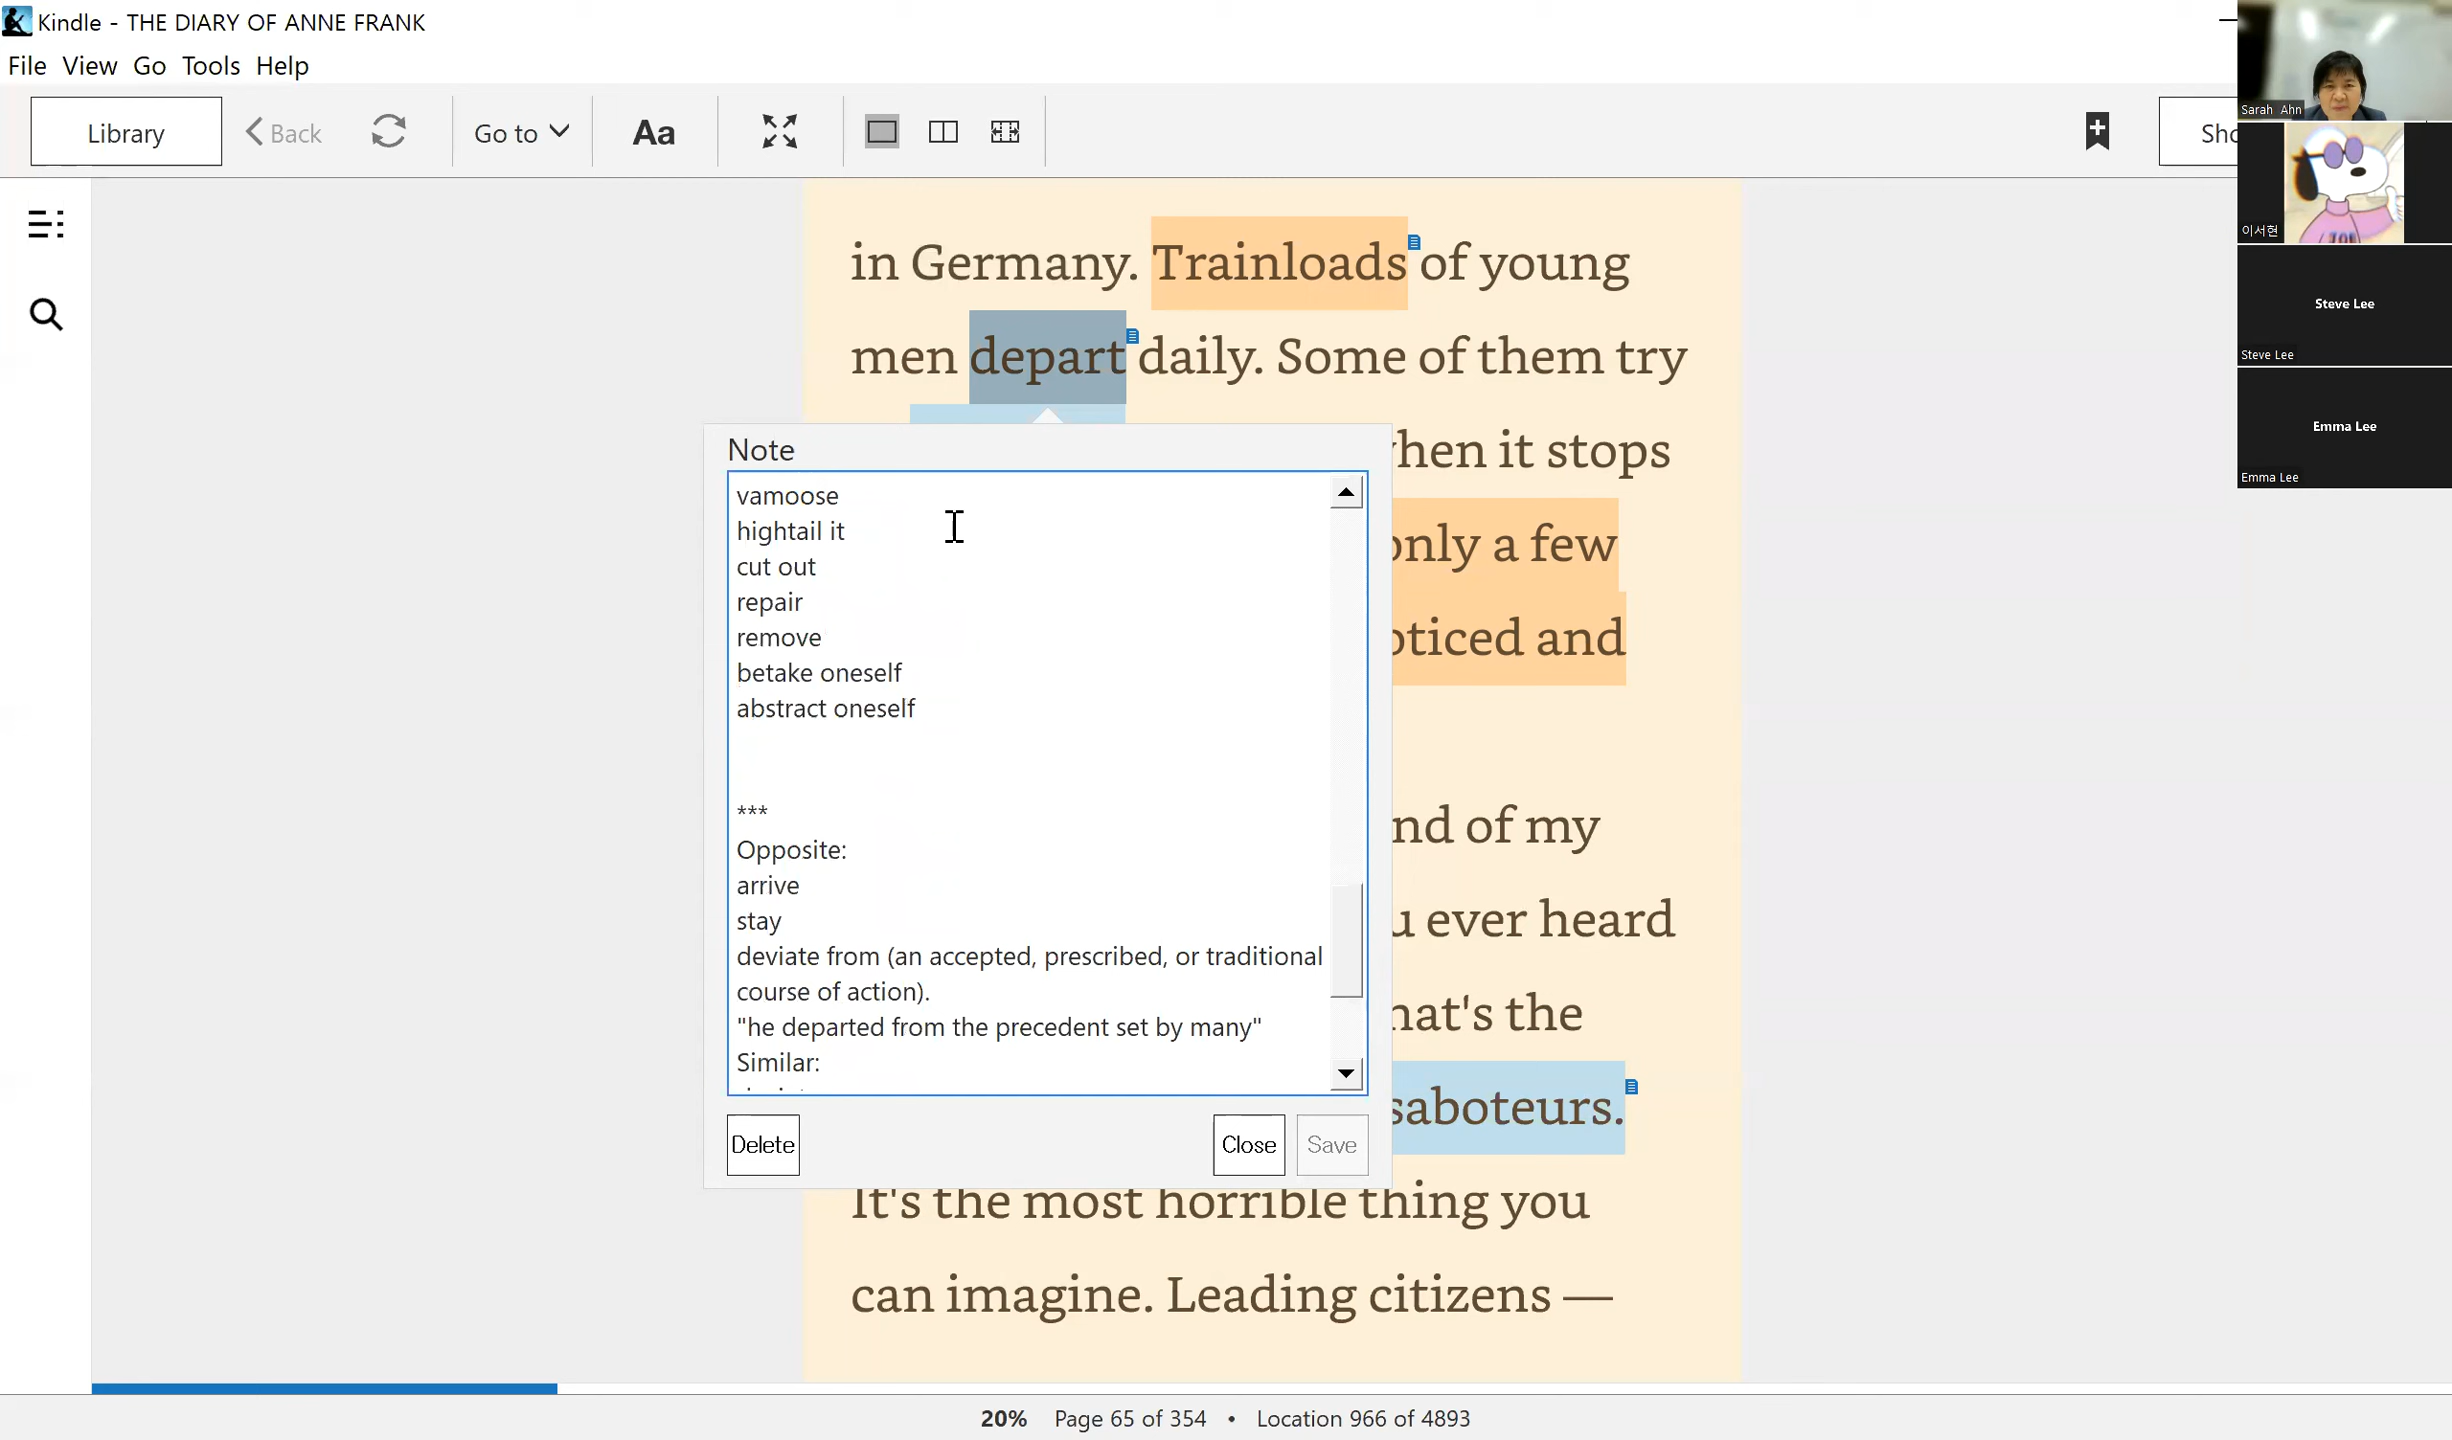 Kindle - THE DIARY OF ANNE FRANK
File View Go Tools Help
Library
Back
Go to
Aa
Sarah Ahn
이서현
Steve Lee
Steve Lee
Emma Lee
Emma Lee
in Germany. Trainloads of young
men depart daily. Some of them try
it stops
a few
and
of my
ever heard
the
saboteurs.
It's the most horrible thing you
can imagine. Leading citizens —
Note
vamoose
hightail it
cut out
repair
remove
betake oneself
abstract oneself
***
Opposite:
arrive
stay
deviate from (an accepted, prescribed, or traditional
course of action).
"he departed from the precedent set by many"
Similar:
Delete
Close
Save
20% Page 65 of 354 • Location 966 of 4893